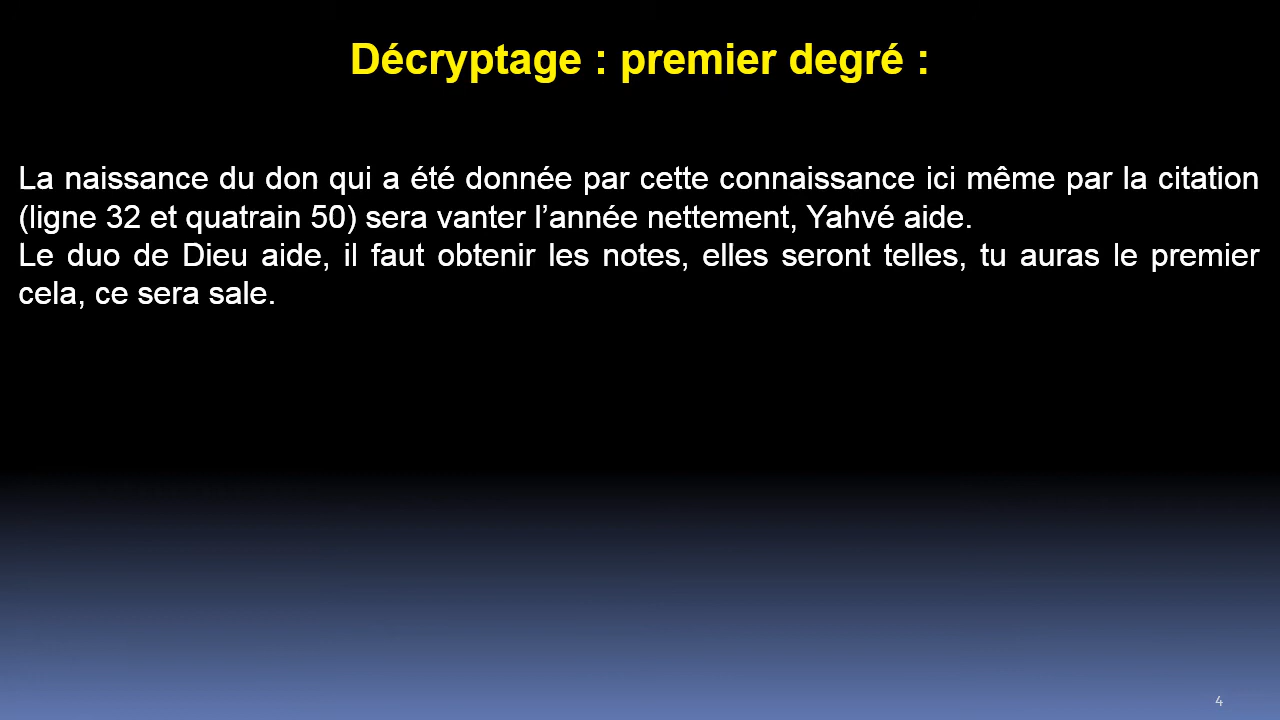 Décryptage : premier degré :
La naissance du don qui a été donnée par cette connaissance ici même par la citation
(ligne 32 et quatrain 50) sera vanter l’année nettement, Yahvé aide.
Le duo de Dieu aide, il faut obtenir les notes, elles seront telles, tu auras le premier
cela, ce sera sale.
4